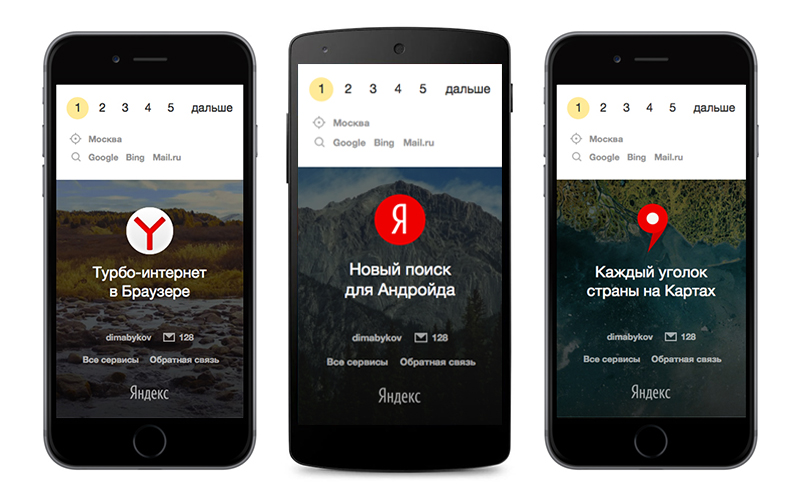 1 2 3 4 5 дальше
Москва
Google Bing Mail.ru
Турбо-интернет
в Браузере
dimabykov 128
Все сервисы Обратная связь
Яндекс
1 2 3 4 5 дальше
Москва
Google Bing Mail.ru
Я
Новый поиск
для Андройда
dimabykov 128
Все сервисы Обратная связь
Яндекс
1 2 3 4 5 дальше
Москва
Google Bing Mail.ru
Каждый уголок
страны на Картах
dimabykov 128
Все сервисы Обратная связь
Яндекс